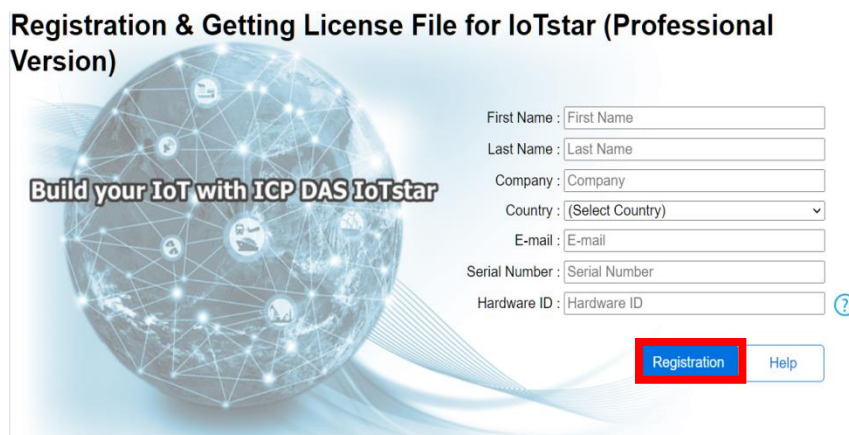 Registration & Getting License File for IoTstar (Professional
Version)
Build your IoT with ICP DAS IoTstar
First Name : First Name
Last Name : Last Name
Company : Company
Country : (Select Country)
E-mail : E-mail
Serial Number : Serial Number
Hardware ID : Hardware ID ?
Registration Help